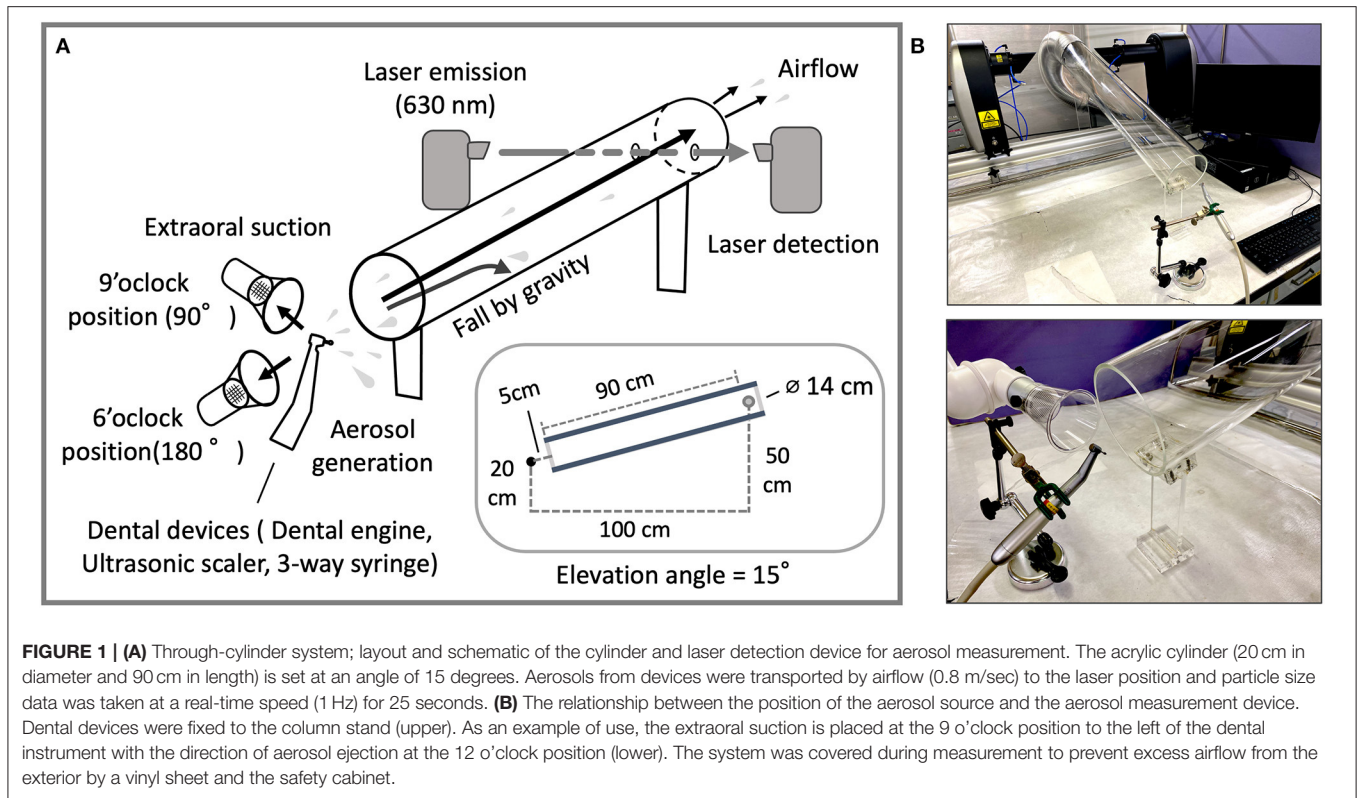 A
B
Laser emission
(630 nm)
Airflow
Extraoral suction
9’oclock
position (90° )
Laser detection
Fall by gravity
6’oclock
position(180 ° )
Aerosol
generation
Dental devices ( Dental engine,
Ultrasonic scaler, 3-way syringe)
5cm
90 cm
⌀ 14 cm
20
cm
50
cm
100 cm
Elevation angle = 15°
FIGURE 1 | (A) Through-cylinder system; layout and schematic of the cylinder and laser detection device for aerosol measurement. The acrylic cylinder (20 cm in
diameter and 90 cm in length) is set at an angle of 15 degrees. Aerosols from devices were transported by airflow (0.8 m/sec) to the laser position and particle size
data was taken at a real-time speed (1 Hz) for 25 seconds. (B) The relationship between the position of the aerosol source and the aerosol measurement device.
Dental devices were fixed to the column stand (upper). As an example of use, the extraoral suction is placed at the 9 o’clock position to the left of the dental
instrument with the direction of aerosol ejection at the 12 o’clock position (lower). The system was covered during measurement to prevent excess airflow from the
exterior by a vinyl sheet and the safety cabinet.